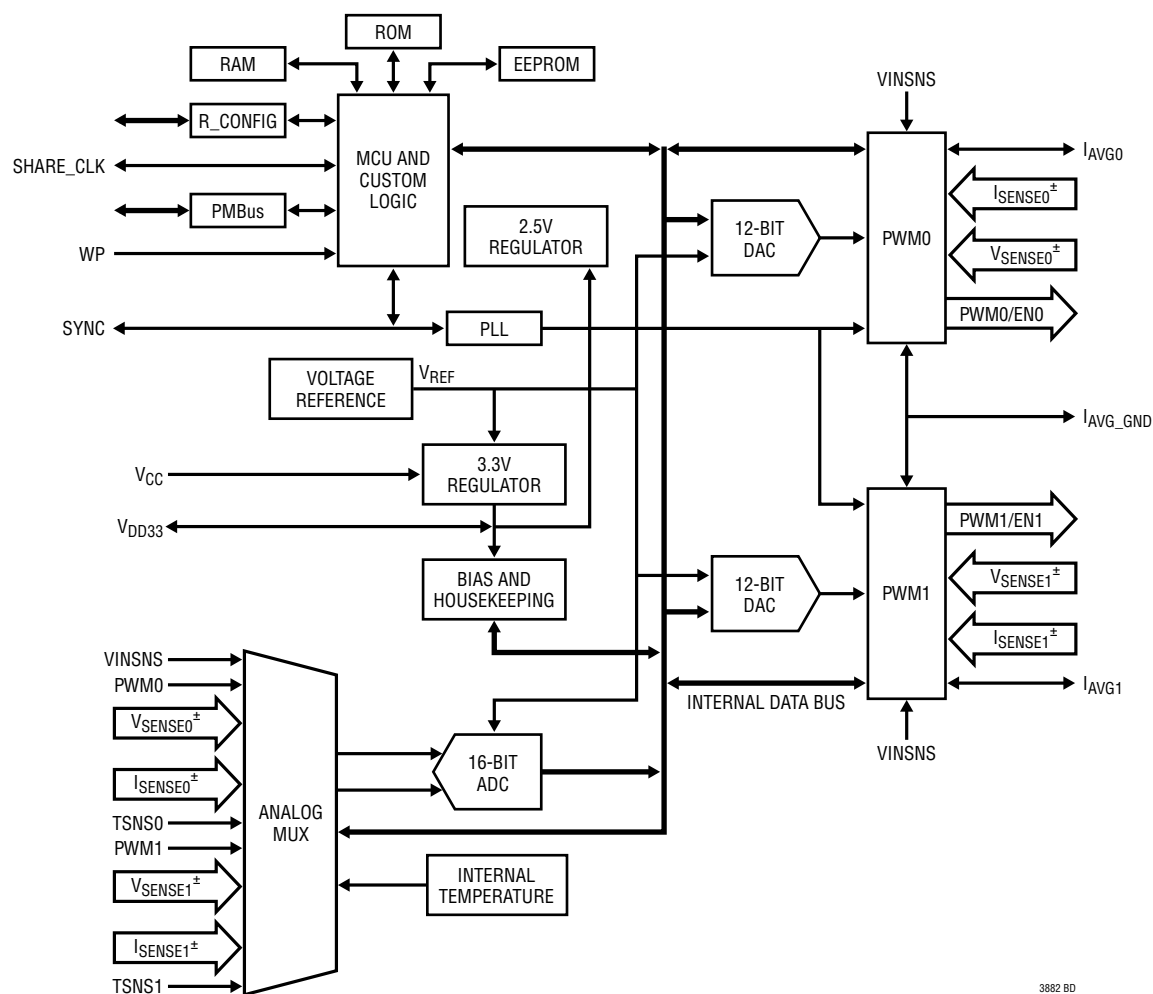 ROM
RAM
EEPROM
VINSNS
R_CONFIG
MCU AND
CUSTOM
LOGIC
SHARE_CLK
PMBus
WP
2.5V
REGULATOR
12-BIT
DAC
PWM0
IAVG0
ISENSE0±
VSENSE0±
PWM0/EN0
SYNC
PLL
VOLTAGE
REFERENCE
VREF
IAVG_GND
VCC
3.3V
REGULATOR
VDD33
BIAS AND
HOUSEKEEPING
12-BIT
DAC
PWM1
PWM1/EN1
VSENSE1±
ISENSE1±
IAVG1
INTERNAL DATA BUS
VINSNS
VINSNS
PWM0
VSENSE0±
ISENSE0±
TSNS0
PWM1
VSENSE1±
ISENSE1±
TSNS1
ANALOG
MUX
16-BIT
ADC
INTERNAL
TEMPERATURE
3882 BD